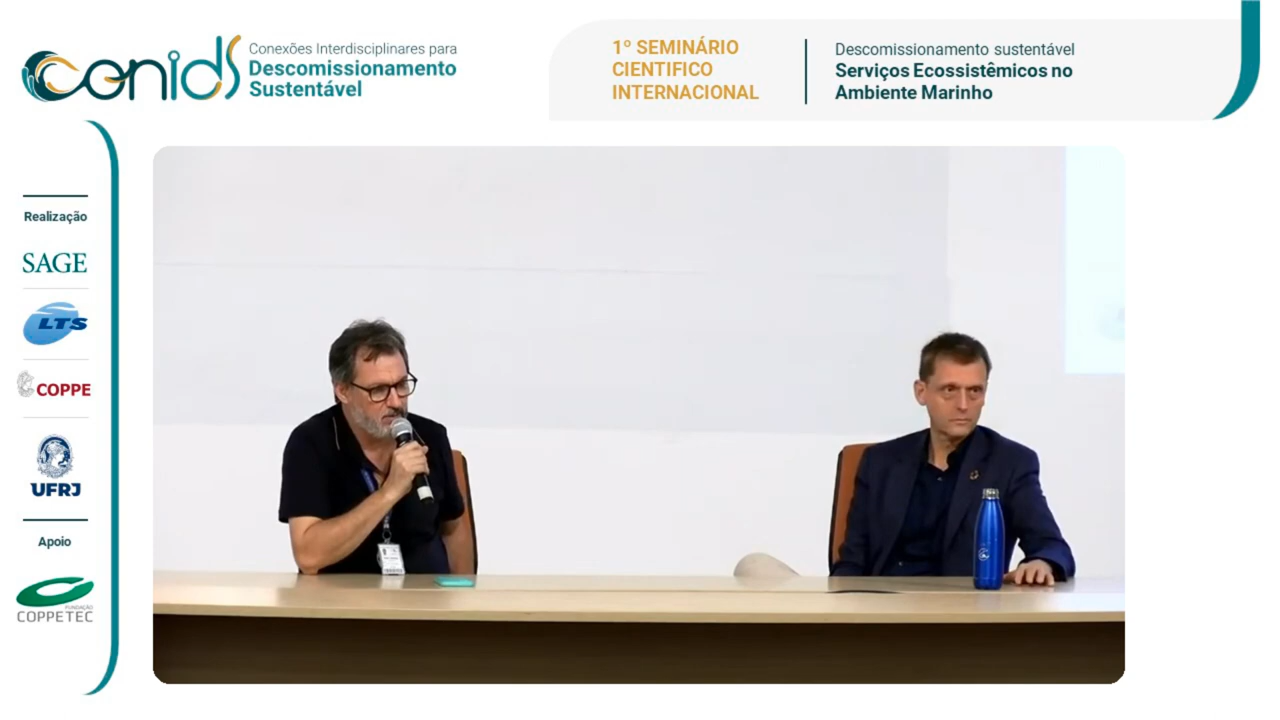 conids
Conexões Interdisciplinares para
Descomissionamento
Sustentável
1º SEMINÁRIO
CIENTIFICO
INTERNACIONAL
Descomissionamento sustentável
Serviços Ecossistêmicos no
Ambiente Marinho
Realização
SAGE
LTS
COPPE
UFRJ
Apoio
FUNDAÇÃO
COPPETEC